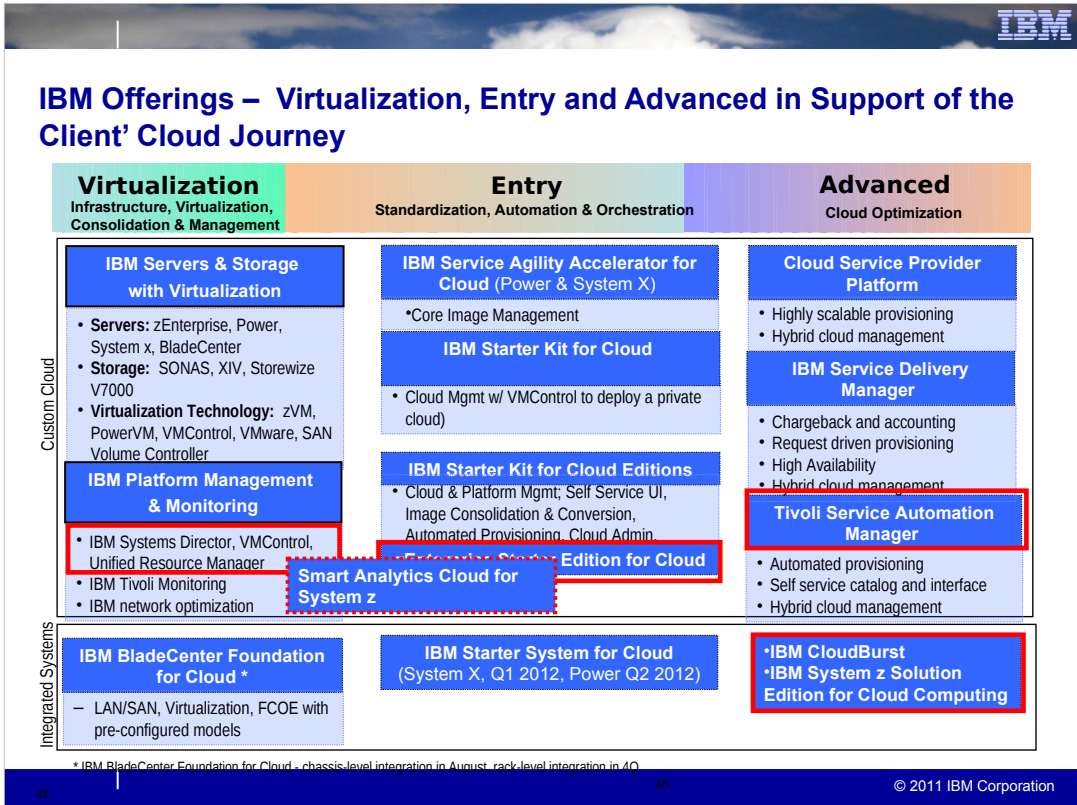 IBM
IBM Offerings – Virtualization, Entry and Advanced in Support of the
Client’ Cloud Journey
Virtualization
Infrastructure, Virtualization,
Consolidation & Management
Entry
Standardization, Automation & Orchestration
Advanced
Cloud Optimization
Custom Cloud
IBM Servers & Storage
with Virtualization
• Servers: zEnterprise, Power,
System x, BladeCenter
• Storage: SONAS, XIV, Storewize
V7000
• Virtualization Technology: zVM,
PowerVM, VMControl, VMware, SAN
Volume Controller
IBM Platform Management
& Monitoring
• IBM Systems Director, VMControl,
Unified Resource Manager
• IBM Tivoli Monitoring
• IBM network optimization
IBM Service Agility Accelerator for
Cloud (Power & System X)
•Core Image Management
IBM Starter Kit for Cloud
• Cloud Mgmt w/ VMControl to deploy a private
cloud)
IBM Starter Kit for Cloud Editions
• Cloud & Platform Mgmt; Self Service UI,
Image Consolidation & Conversion,
Automated Provisioning, Cloud Admin,
•Enterprise Starter Edition for Cloud
Smart Analytics Cloud for
System z
Cloud Service Provider
Platform
• Highly scalable provisioning
• Hybrid cloud management
IBM Service Delivery
Manager
• Chargeback and accounting
• Request driven provisioning
• High Availability
• Hybrid cloud management
Tivoli Service Automation
Manager
• Automated provisioning
• Self service catalog and interface
• Hybrid cloud management
Integrated Systems
IBM BladeCenter Foundation
for Cloud *
– LAN/SAN, Virtualization, FCOE with
pre-configured models
IBM Starter System for Cloud
(System X, Q1 2012, Power Q2 2012)
•IBM CloudBurst
•IBM System z Solution
Edition for Cloud Computing
* IBM BladeCenter Foundation for Cloud - chassis-level integration in August, rack-level integration in 4Q
45
45
© 2011 IBM Corporation